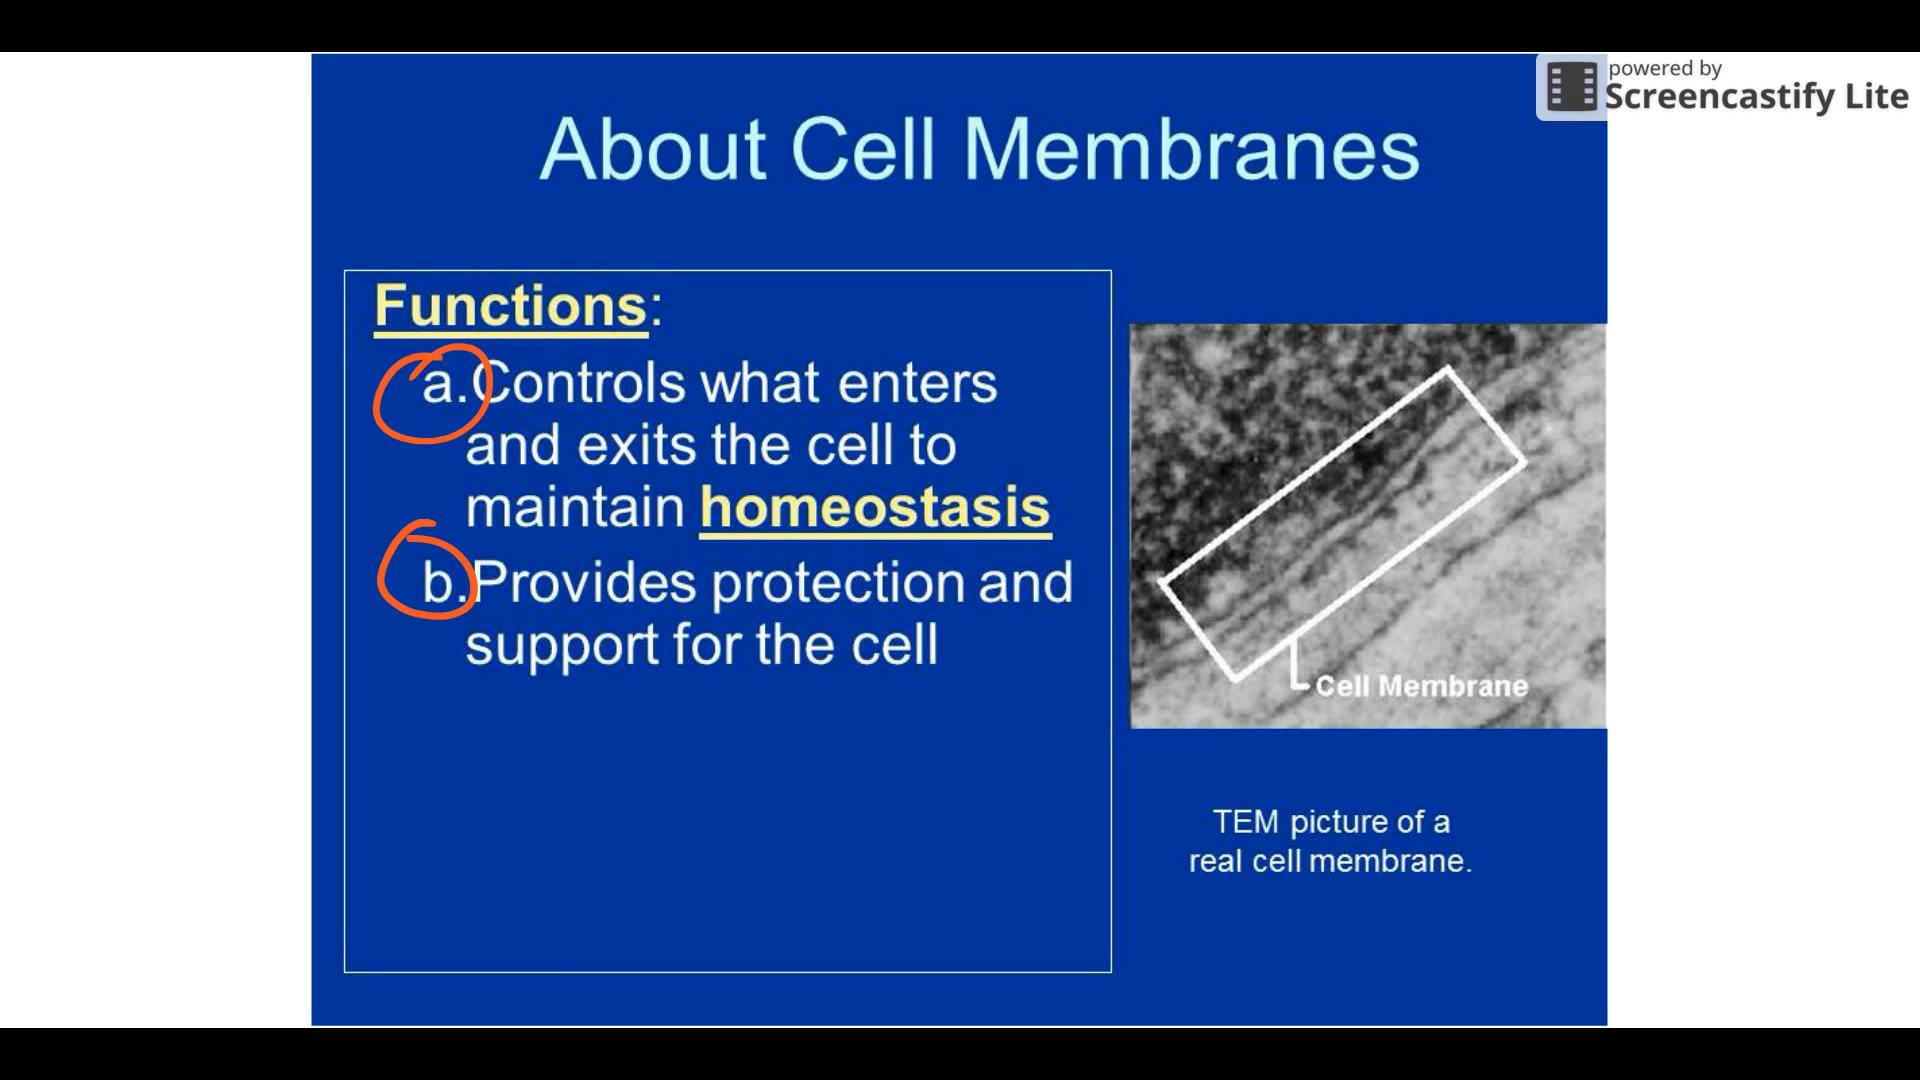 powered by
Screencastify Lite
About Cell Membranes
Functions:
a.Controls what enters
and exits the cell to
maintain homeostasis
b.Provides protection and
support for the cell
Cell Membrane
TEM picture of a
real cell membrane.